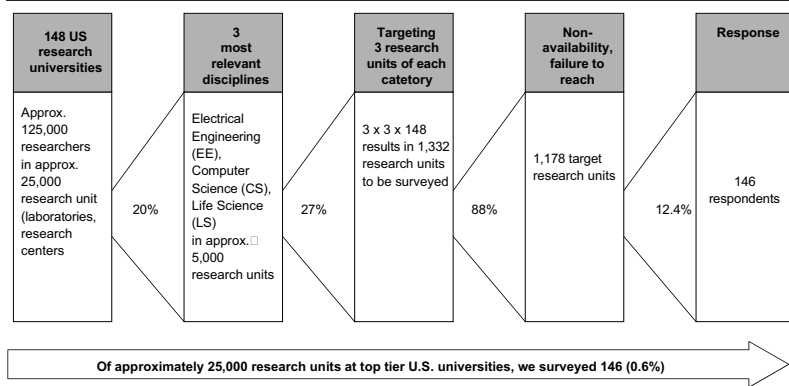 148 US
research
universities
Approx.
125,000
researchers
in approx.
25,000
research unit
(laboratories,
research
centers
20%
3
most
relevant
disciplines
Electrical
Engineering
(EE),
Computer
Science (CS),
Life Science
(LS)
in approx.□
5,000
research units
27%
Targeting
3 research
units of each
catetory
3 x 3 x 148
results in 1,332
research units
to be surveyed
88%
Non-
availability,
failure to
reach
1,178 target
research units
12.4%
Response
146
respondents
Of approximately 25,000 research units at top tier U.S. universities, we surveyed 146 (0.6%)